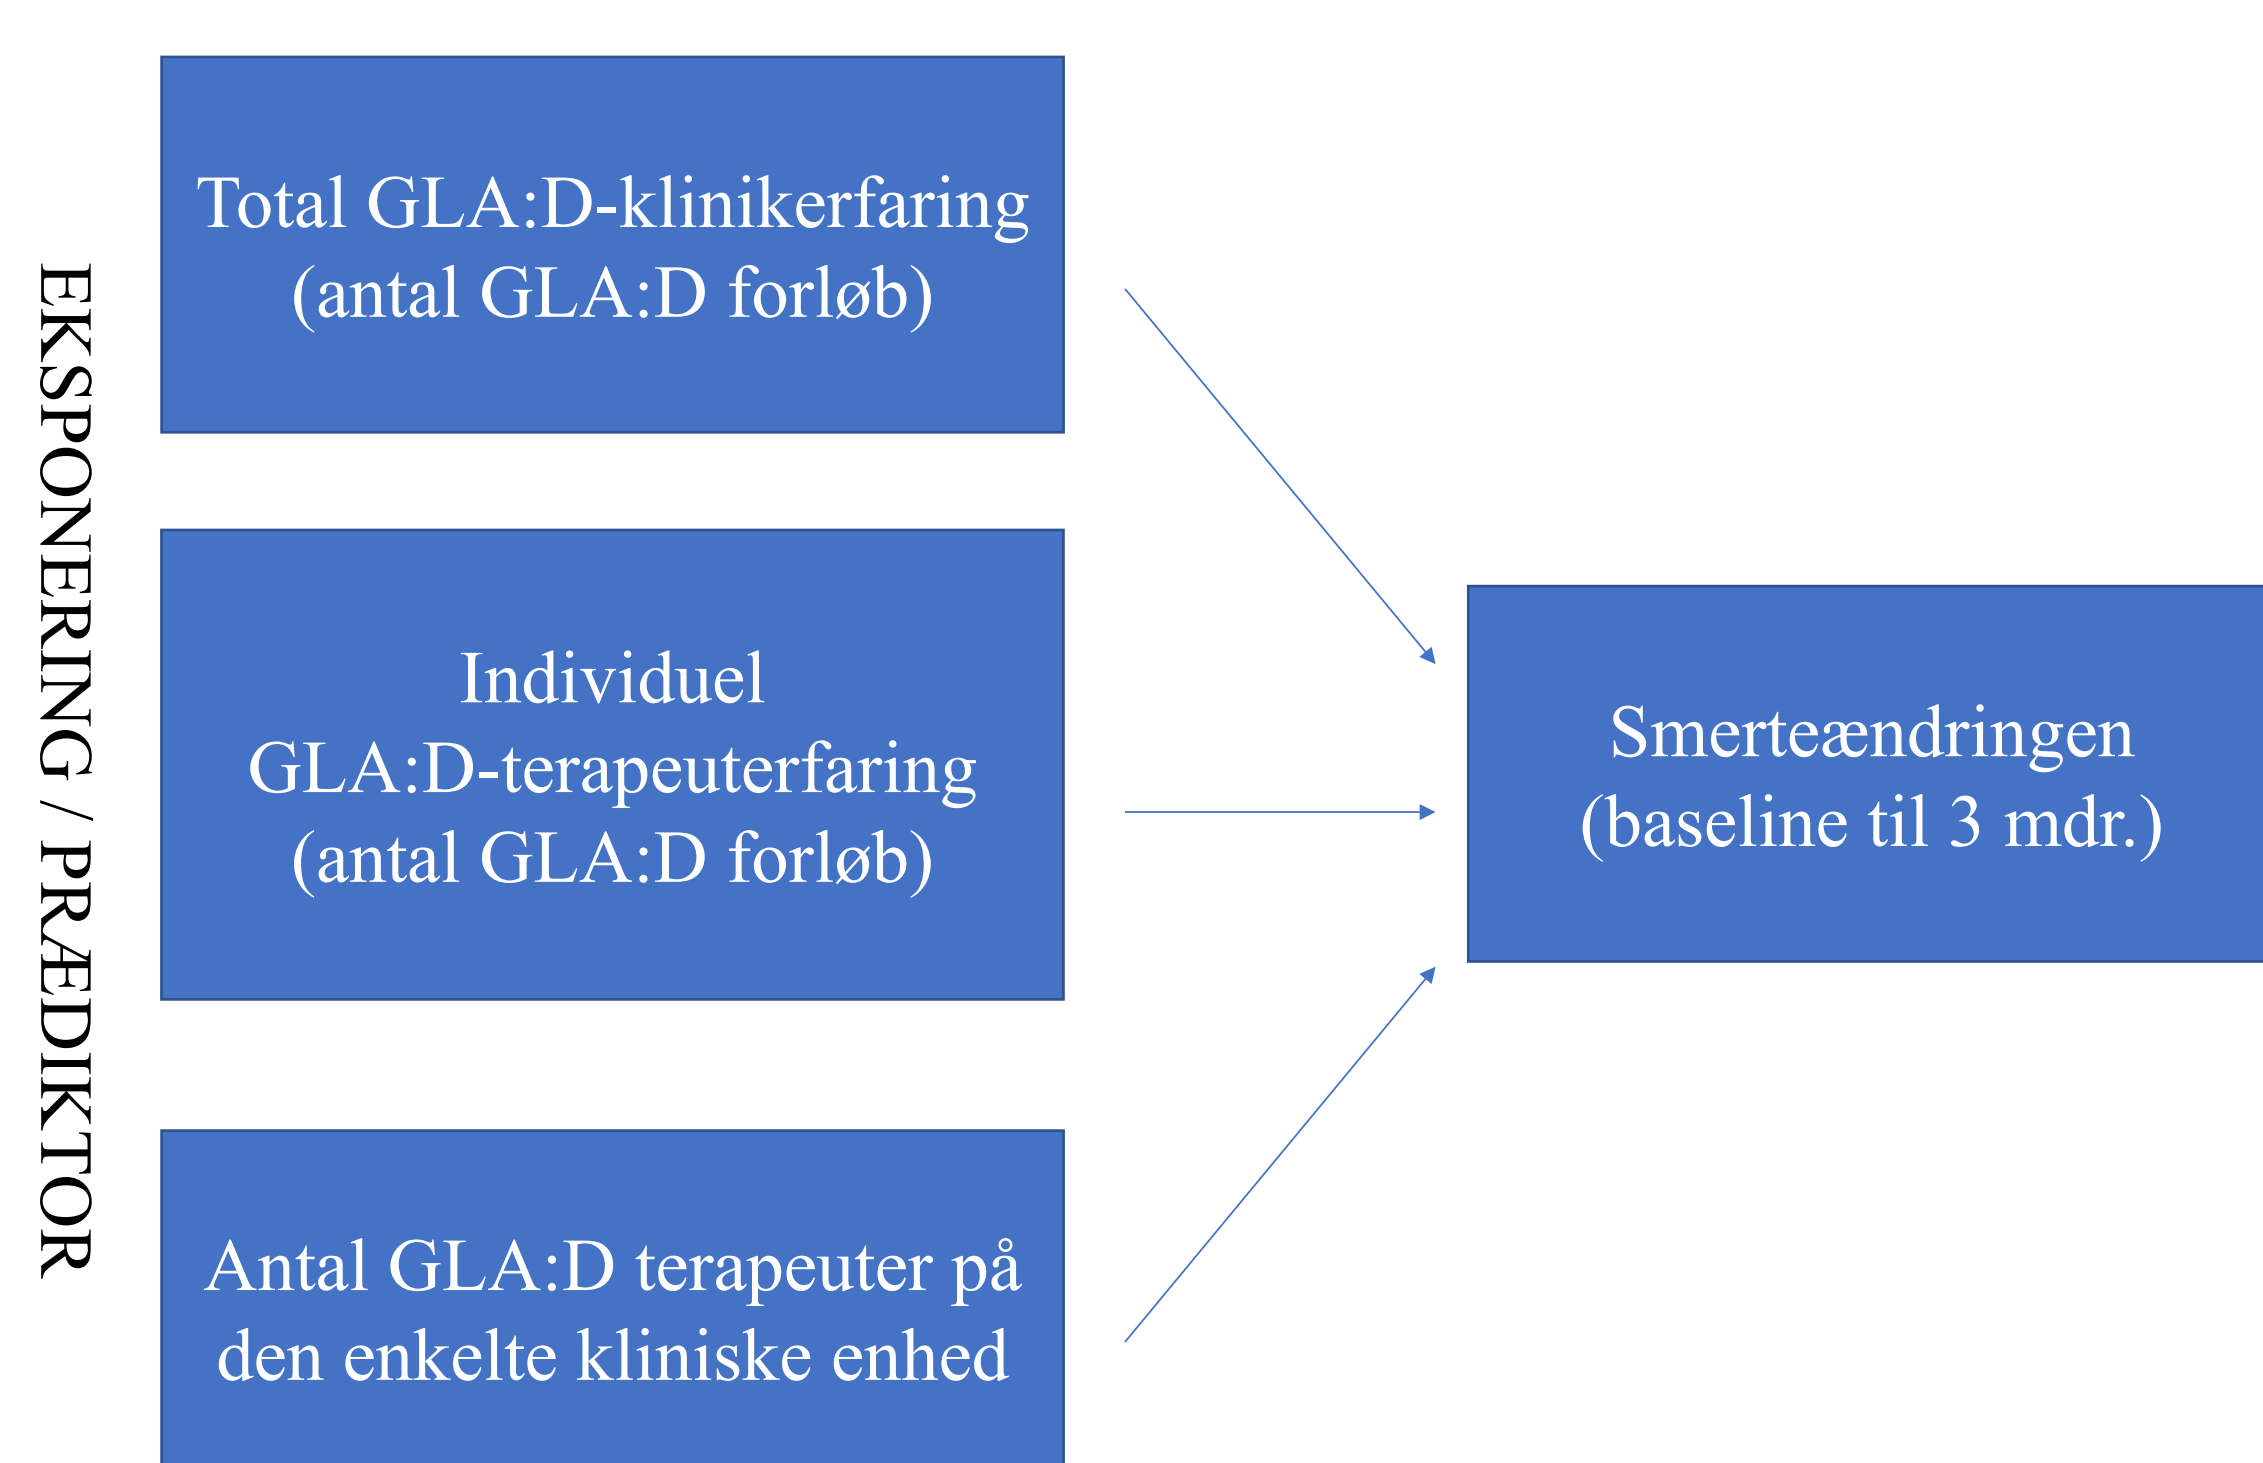 EKSPONERING / PRÆDIKTOR
Total GLA:D-klinikerfaring
(antal GLA:D forløb)
Individuel
GLA:D-terapeuterfaring
(antal GLA:D forløb)
Antal GLA:D terapeuter på
den enkelte kliniske enhed
Smerteændringen
(baseline til 3 mdr.)